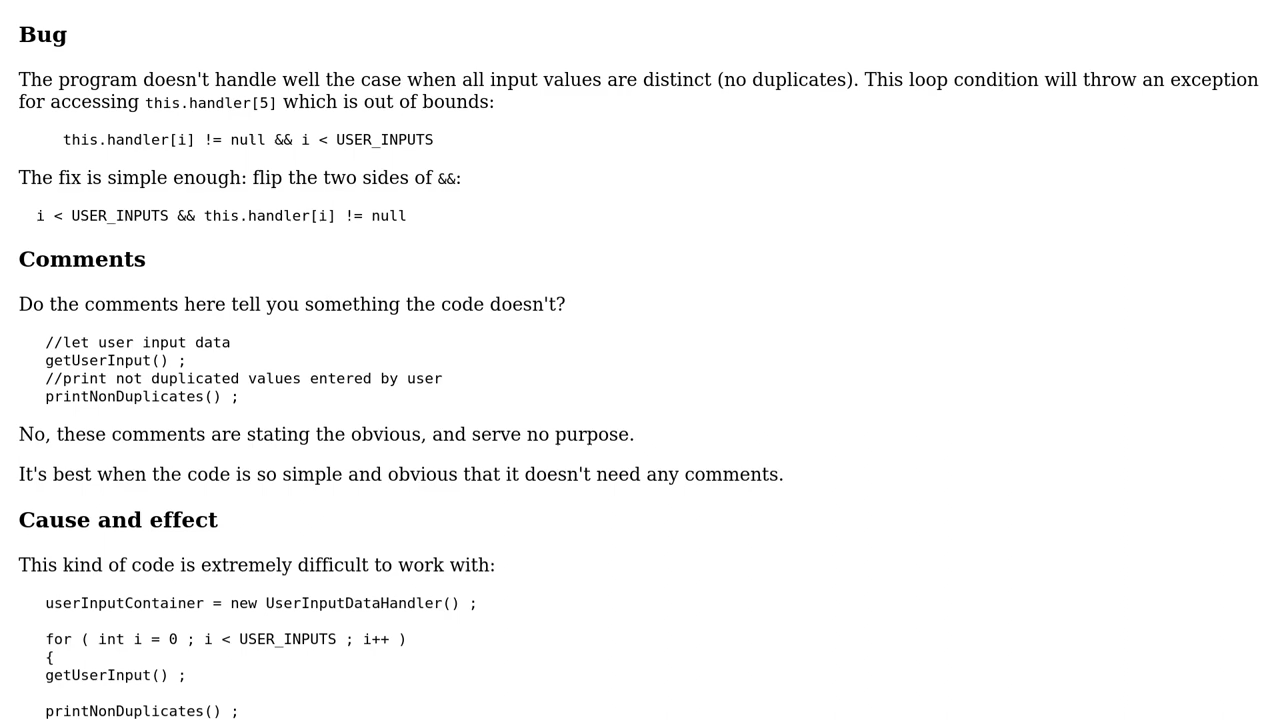 Bug
The program doesn't handle well the case when all input values are distinct (no duplicates). This loop condition will throw an exception
for accessing this.handler[5] which is out of bounds:
this.handler[i] != null && i < USER_INPUTS
The fix is simple enough: flip the two sides of &&:
i < USER_INPUTS && this.handler[i] != null
Comments
Do the comments here tell you something the code doesn't?
//let user input data
getUserInput() ;
//print not duplicated values entered by user
printNonDuplicates() ;
No, these comments are stating the obvious, and serve no purpose.
It's best when the code is so simple and obvious that it doesn't need any comments.
Cause and effect
This kind of code is extremely difficult to work with:
userInputContainer = new UserInputDataHandler() ;
for ( int i = 0 ; i < USER_INPUTS ; i++ )
{
getUserInput() ;
printNonDuplicates() ;